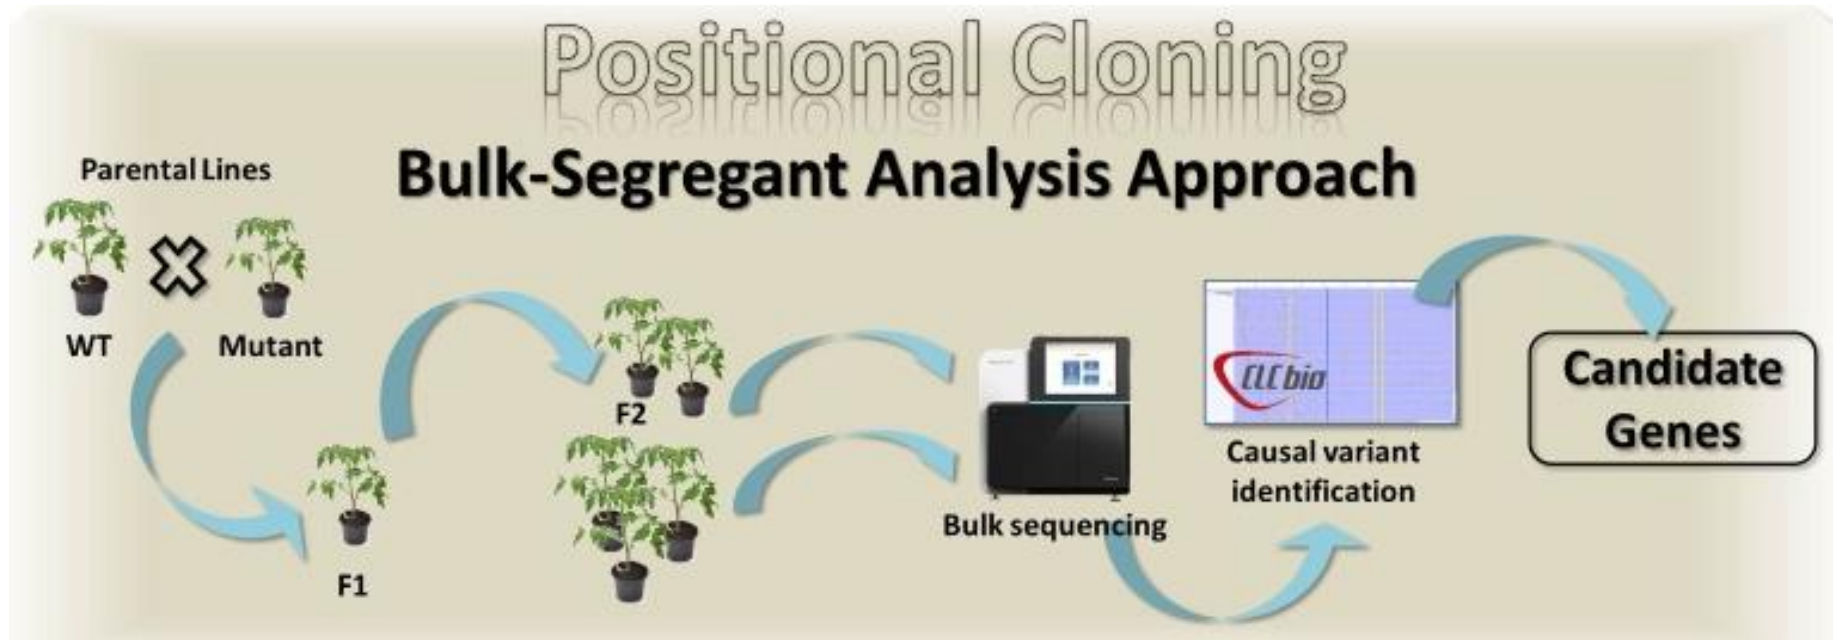 Positional Cloning
Bulk-Segregant Analysis Approach
Parental Lines
WT
Mutant
F1
F2
Bulk sequencing
CLC bio
Causal variant
identification
Candidate
Genes